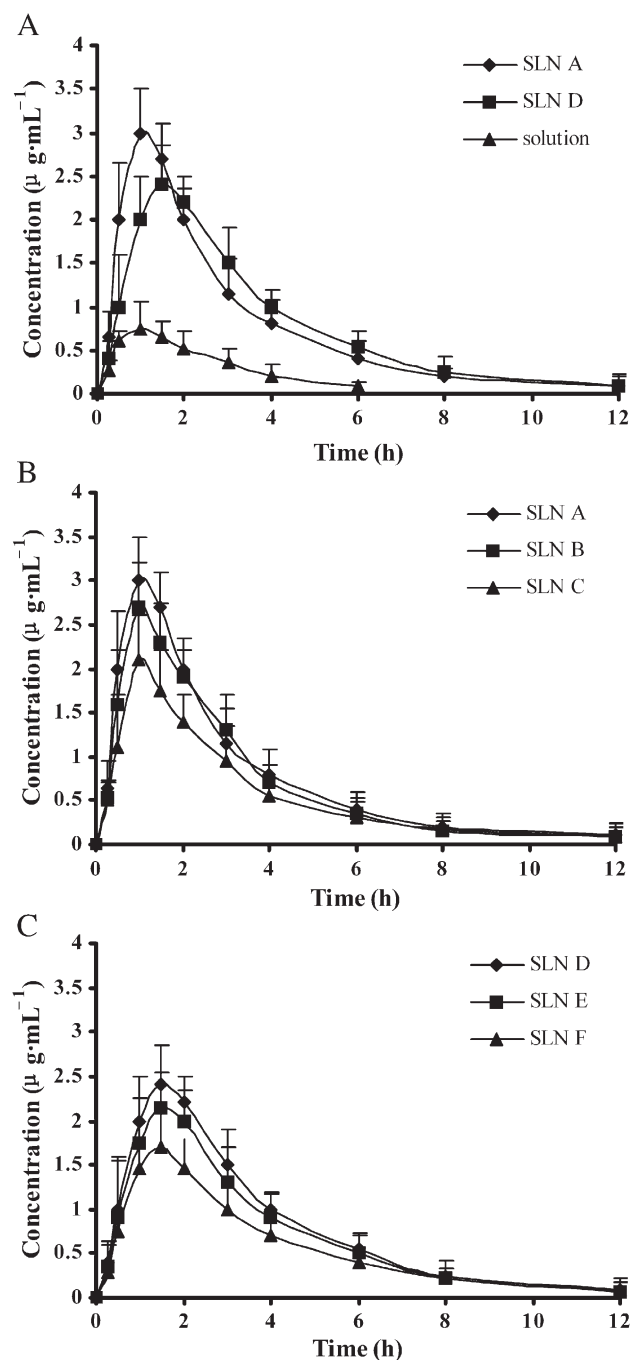 A
4
3.5
3
2.5
2
1.5
1
0.5
0
Concentration (μ g·mL⁻¹)
SLN A
SLN D
solution
0 2 4 6 8 10 12
Time (h)
B
4
3.5
3
2.5
2
1.5
1
0.5
0
Concentration (μ g·mL⁻¹)
SLN A
SLN B
SLN C
0 2 4 6 8 10 12
Time (h)
C
4
3.5
3
2.5
2
1.5
1
0.5
0
Concentration (μ g·mL⁻¹)
SLN D
SLN E
SLN F
0 2 4 6 8 10 12
Time (h)